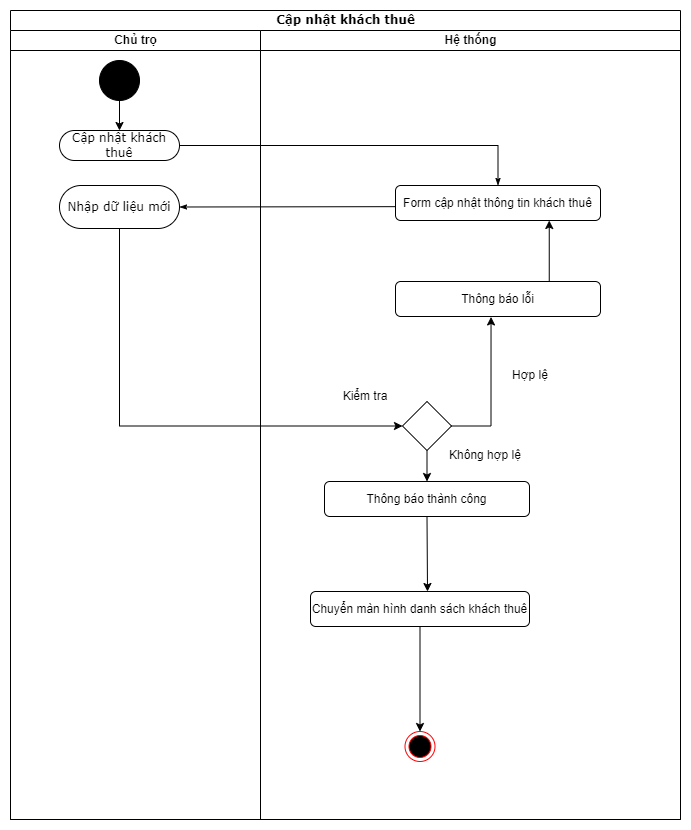 Cập nhật khách thuê
Chủ trọ
Hệ thống
Cập nhật khách
thuê
Form cập nhật thông tin khách thuê
Nhập dữ liệu mới
Thông báo lỗi
Hợp lệ
Kiểm tra
Không hợp lệ
Thông báo thành công
Chuyển màn hình danh sách khách thuê